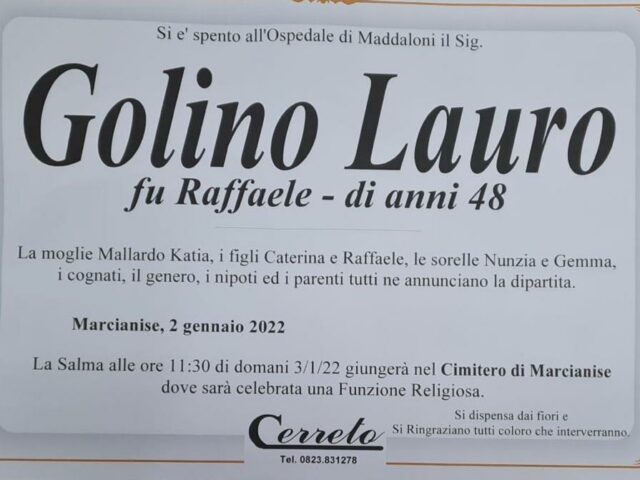 Si e' spento all'Ospedale di Maddaloni il Sig.
Golino Lauro
fu Raffaele - di anni 48
La moglie Mallardo Katia, i figli Caterina e Raffaele, le sorelle Nunzia e Gemma,
i cognati, il genero, i nipoti ed i parenti tutti ne annunciano la dipartita.
Marcianise, 2 gennaio 2022
La Salma alle ore 11:30 di domani 3/1/22 giungerà nel Cimitero di Marcianise
dove sarà celebrata una Funzione Religiosa.
Si dispensa dai fiori e
Si Ringraziano tutti coloro che interverranno.
Cerreto
Tel. 0823.831278